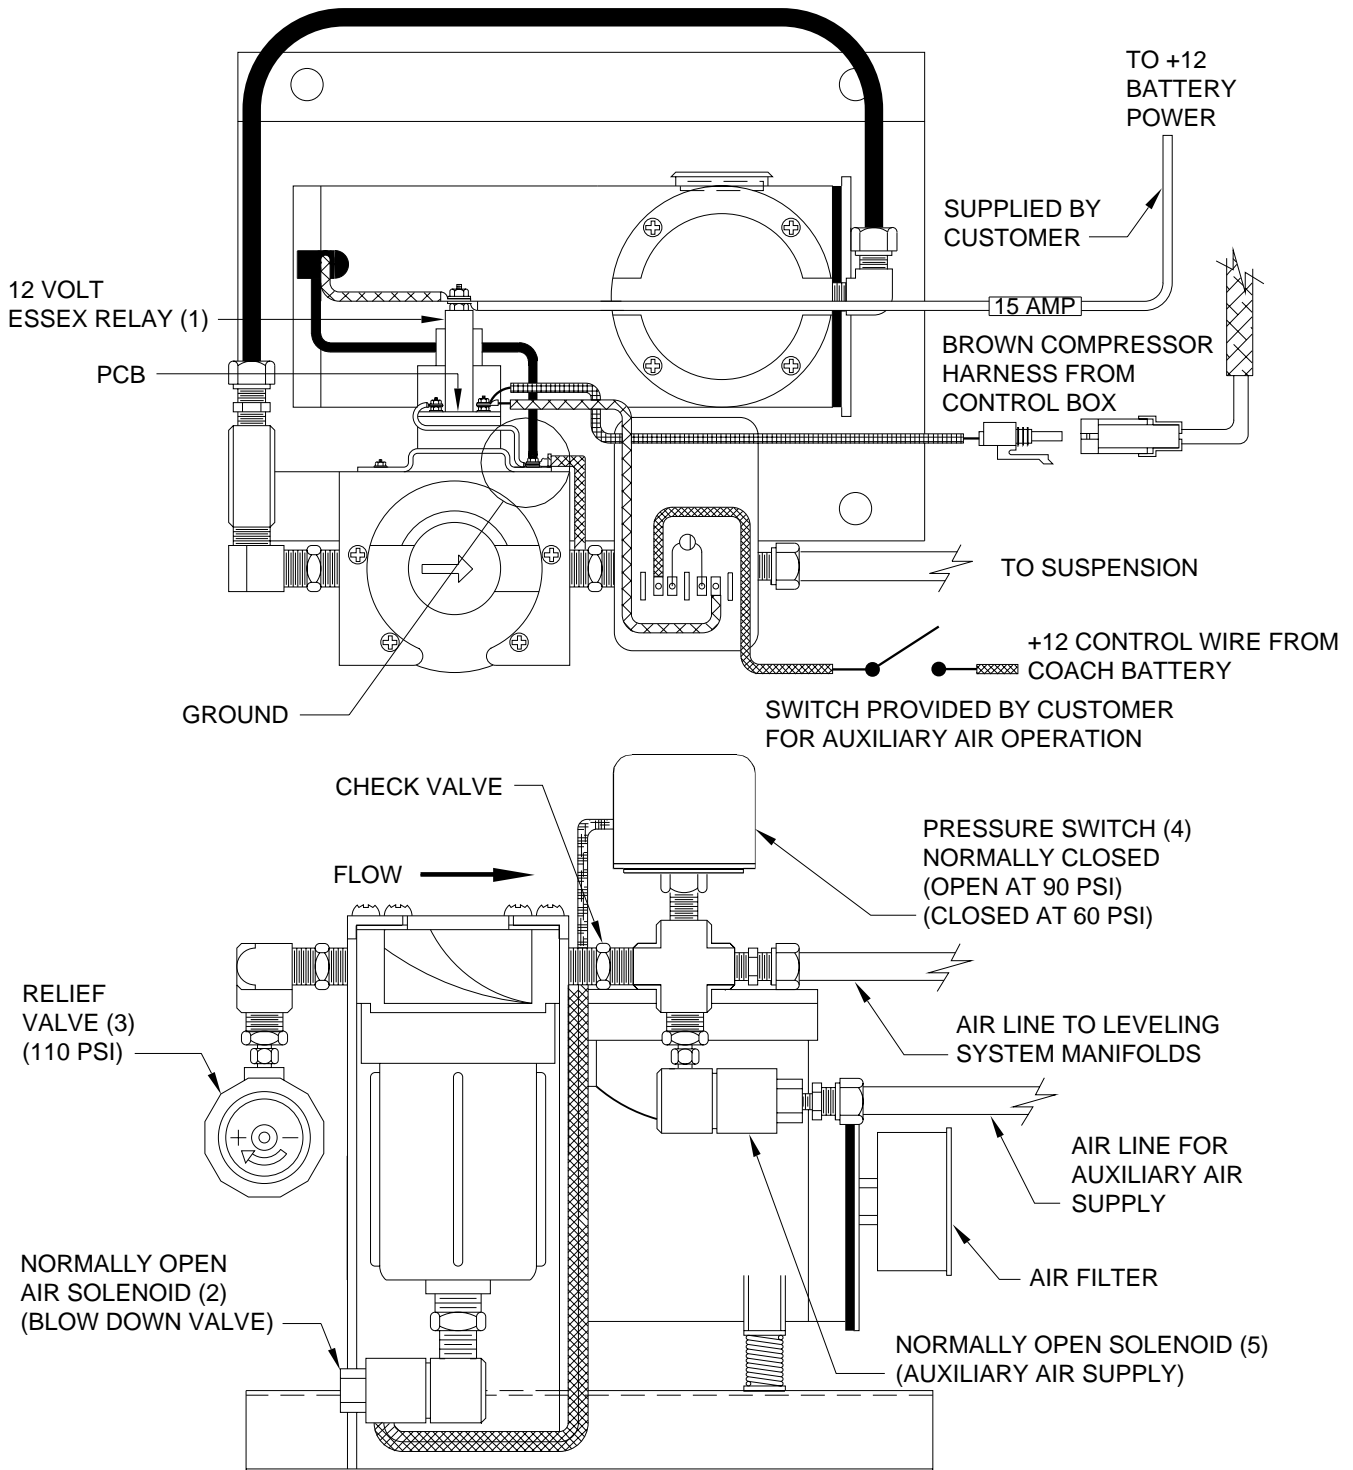 TO +12
BATTERY
POWER
SUPPLIED BY
CUSTOMER
12 VOLT
ESSEX RELAY (1)
15 AMP
PCB
BROWN COMPRESSOR
HARNESS FROM
CONTROL BOX
TO SUSPENSION
+12 CONTROL WIRE FROM
COACH BATTERY
GROUND
SWITCH PROVIDED BY CUSTOMER
FOR AUXILIARY AIR OPERATION
CHECK VALVE
PRESSURE SWITCH (4)
NORMALLY CLOSED
(OPEN AT 90 PSI)
(CLOSED AT 60 PSI)
FLOW
RELIEF
VALVE (3)
(110 PSI)
AIR LINE TO LEVELING
SYSTEM MANIFOLDS
+ −
AIR LINE FOR
AUXILIARY AIR
SUPPLY
NORMALLY OPEN
AIR SOLENOID (2)
(BLOW DOWN VALVE)
AIR FILTER
NORMALLY OPEN SOLENOID (5)
(AUXILIARY AIR SUPPLY)